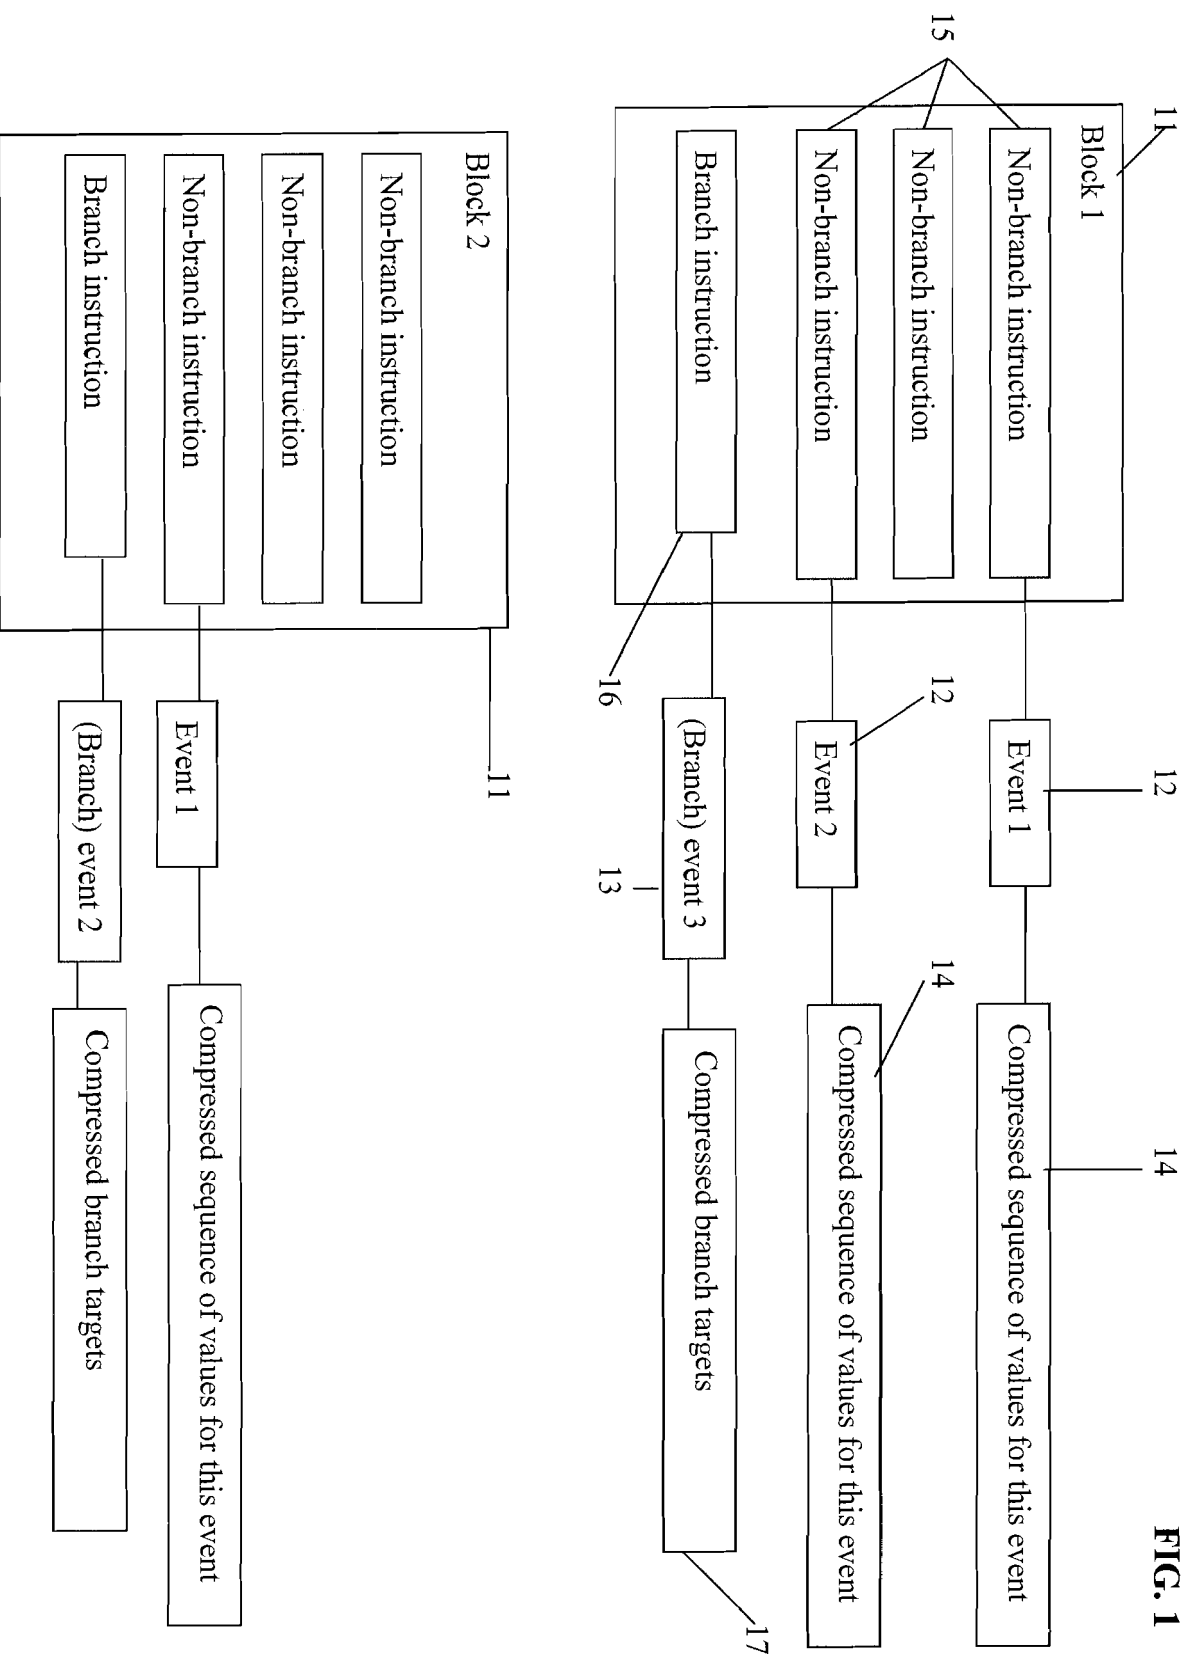 FIG. 1
11
12
14
Block 1
Non-branch instruction
Event 1
Compressed sequence of values for this event
15
12
14
Non-branch instruction
Non-branch instruction
Event 2
Compressed sequence of values for this event
Branch instruction
(Branch) event 3
Compressed branch targets
17
16
13
11
Block 2
Non-branch instruction
Non-branch instruction
Non-branch instruction
Event 1
Compressed sequence of values for this event
Branch instruction
(Branch) event 2
Compressed branch targets